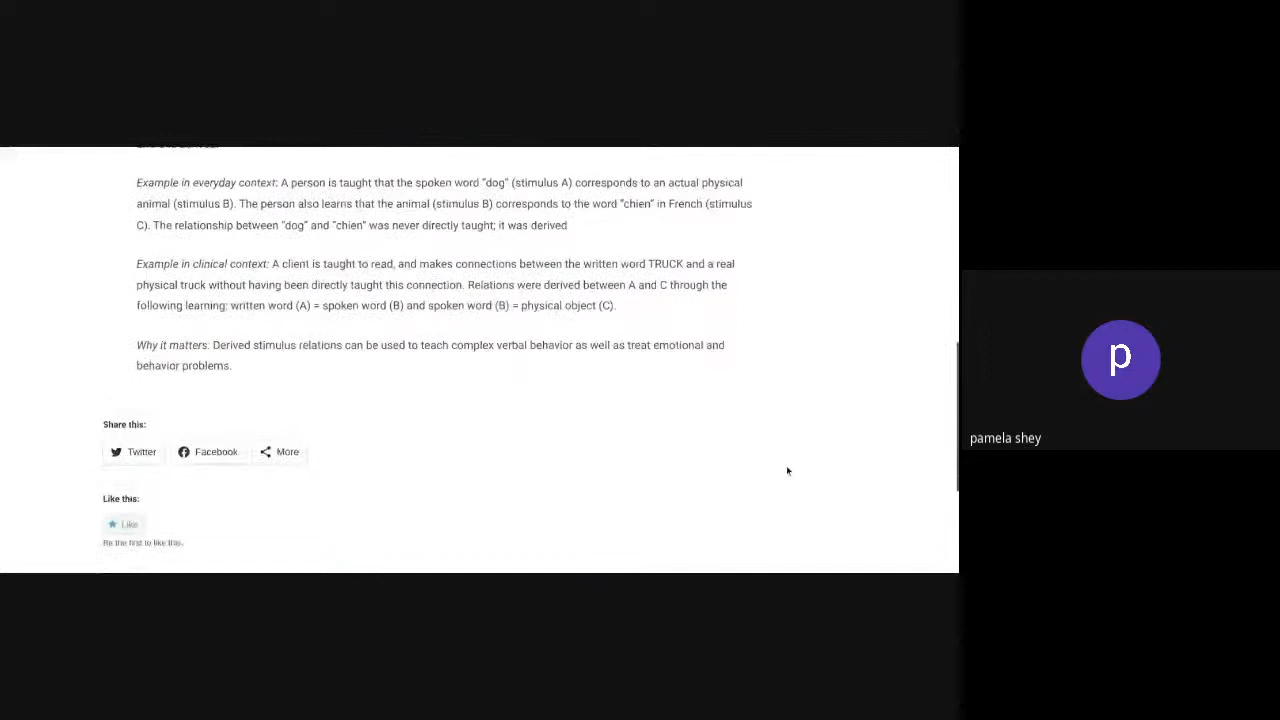 Example in everyday context: A person is taught that the spoken word "dog" (stimulus A) corresponds to an actual physical
animal (stimulus B). The person also learns that the animal (stimulus B) corresponds to the word "chien" in French (stimulus
C). The relationship between "dog" and "chien" was never directly taught; it was derived
Example in clinical context: A client is taught to read, and makes connections between the written word TRUCK and a real
physical truck without having been directly taught this connection. Relations were derived between A and C through the
following learning: written word (A) = spoken word (B) and spoken word (B) = physical object (C).
Why it matters: Derived stimulus relations can be used to teach complex verbal behavior as well as treat emotional and
behavior problems.
Share this:
Twitter Facebook More
Like this:
Like
Be the first to like this.
p
pamela shey